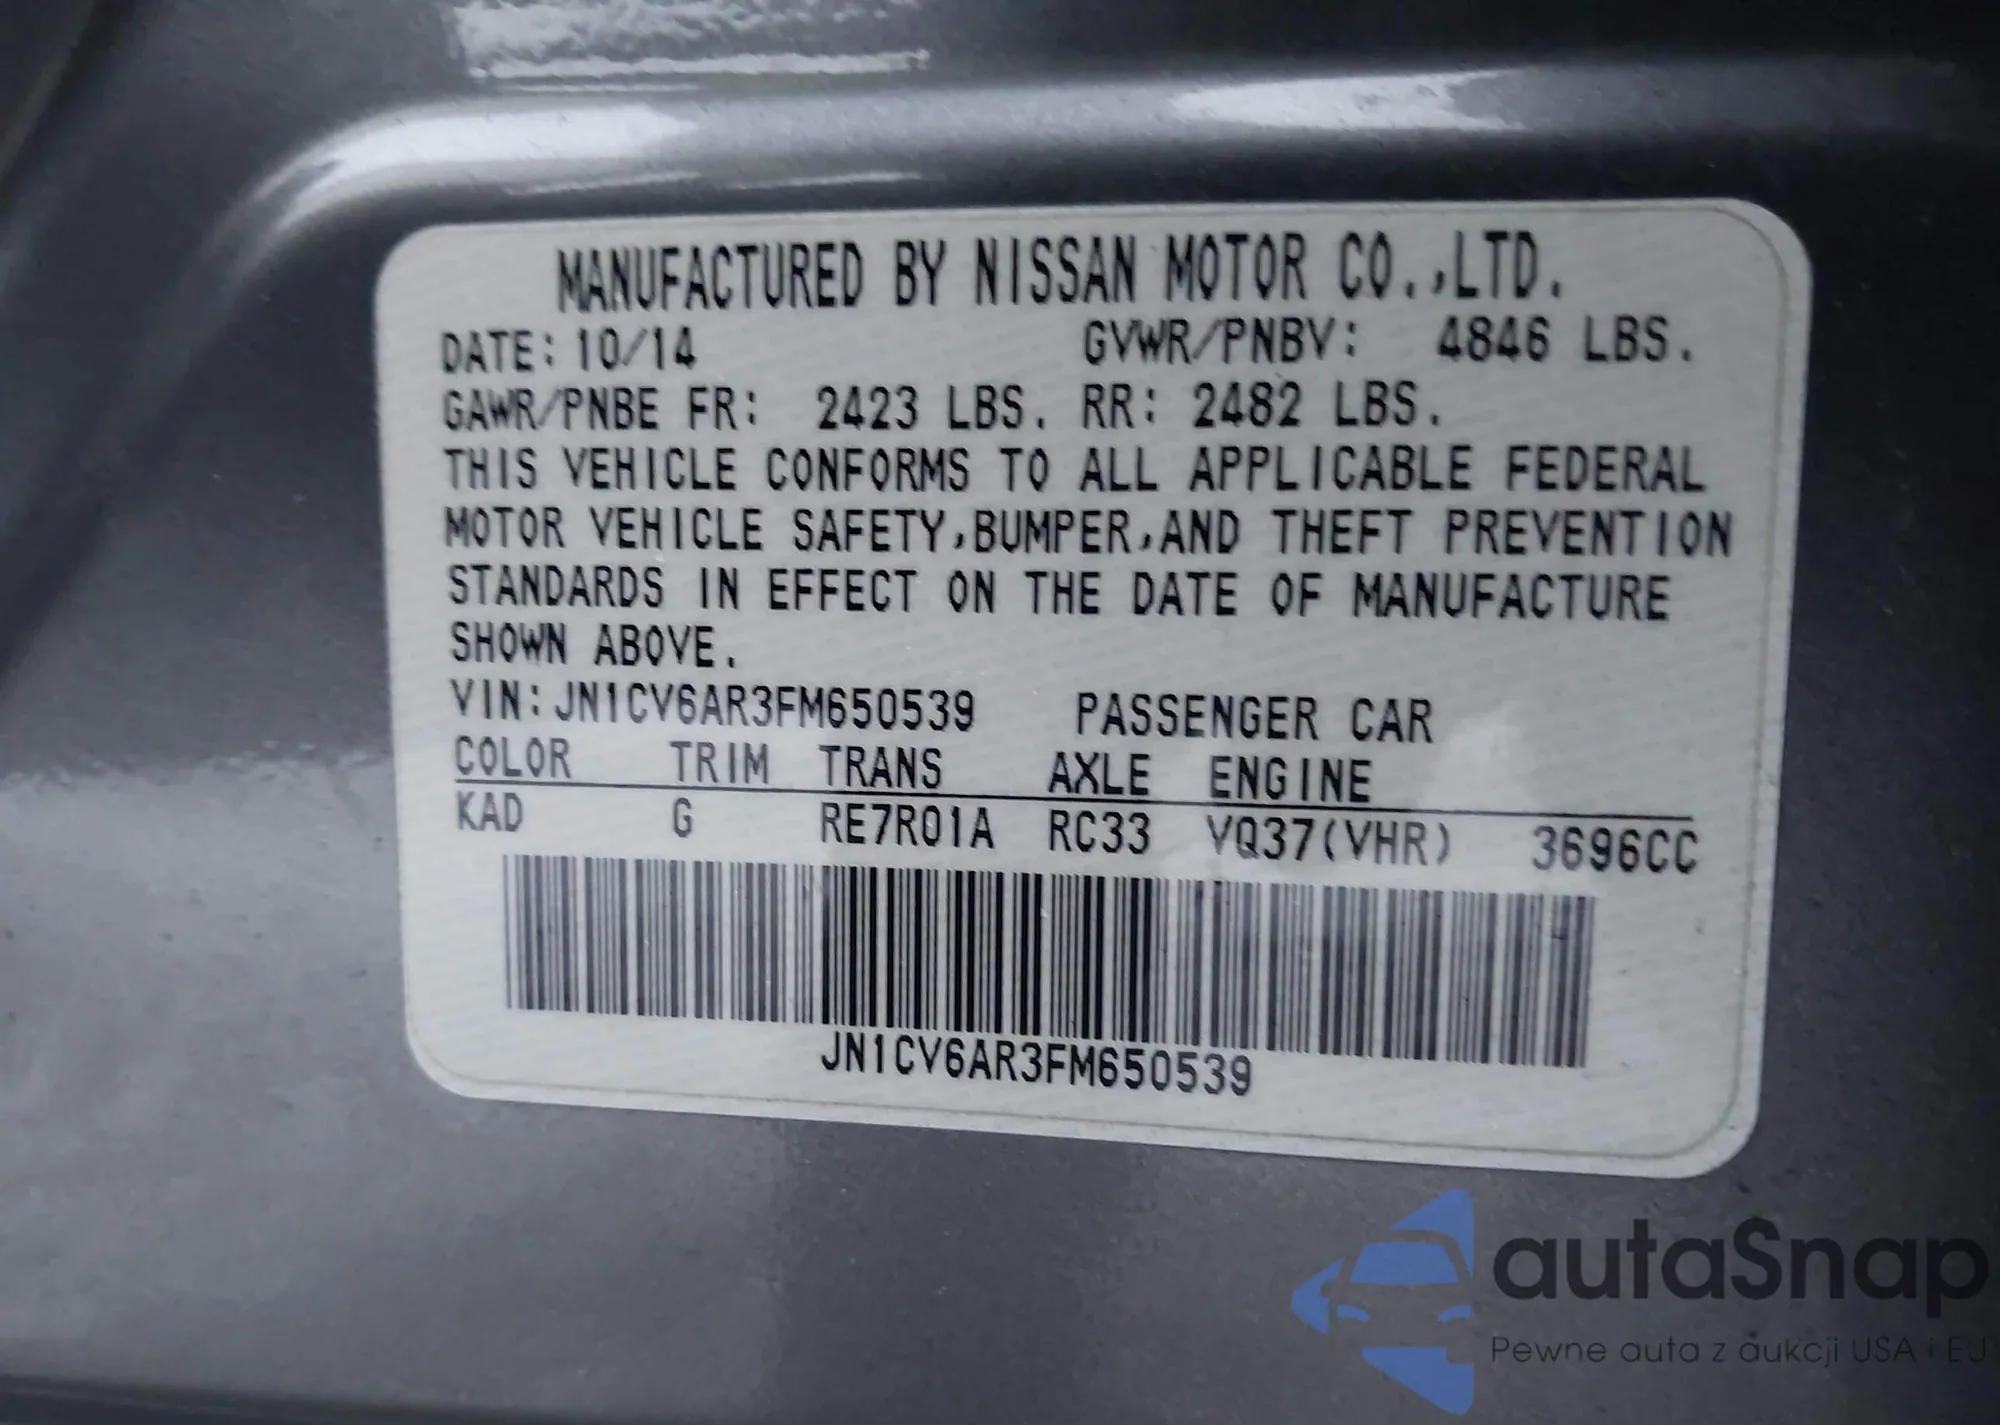 MANUFACTURED BY NISSAN MOTOR CO.,LTD.
DATE: 10/14 GVWR/PNBV: 4846 LBS.
GAWR/PNBE FR: 2423 LBS. RR: 2482 LBS.
THIS VEHICLE CONFORMS TO ALL APPLICABLE FEDERAL
MOTOR VEHICLE SAFETY,BUMPER,AND THEFT PREVENTION
STANDARDS IN EFFECT ON THE DATE OF MANUFACTURE
SHOWN ABOVE.
VIN: JN1CV6AR3FM650539 PASSENGER CAR
COLOR TRIM TRANS AXLE ENGINE
KAD G RE7R01A RC33 VQ37(VHR) 3696CC
JN1CV6AR3FM650539
autaSnap
Pewne auta z aukcji USA i EU